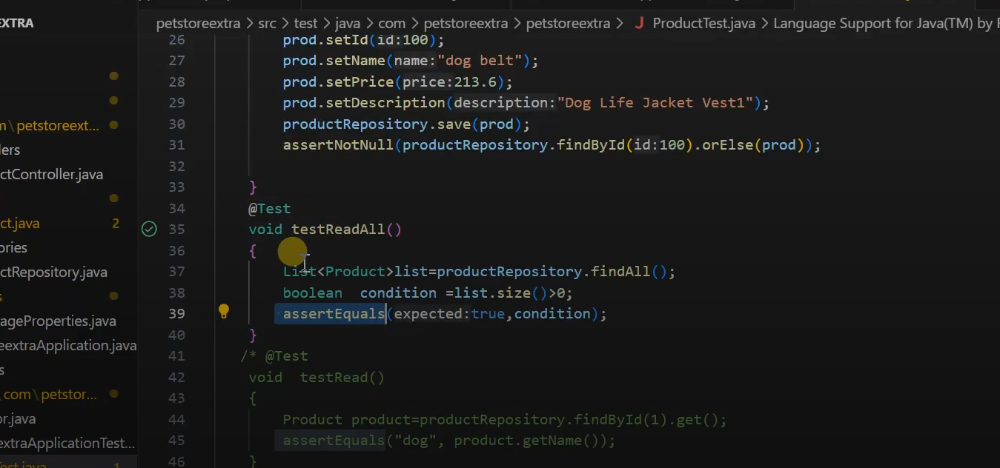 EXTRA
petstoreextra > src > test > java > com > petstoreextra > petstoreextra > J ProductTest.java > Language Support for Java(TM) by
26 prod.setId(id:100);
27 prod.setName(name:"dog belt");
28 prod.setPrice(price:213.6);
29 prod.setDescription(description:"Dog Life Jacket Vest1");
30 productRepository.save(prod);
31 assertNotNull(productRepository.findById(id:100).orElse(prod));
32
33 }
34 @Test
35 void testReadAll()
36 {
37 List<Product>list=productRepository.findAll();
38 boolean  condition =list.size()>0;
39 assertEquals(expected:true,condition);
40 }
41 /* @Test
42 void  testRead()
43 {
44 Product product=productRepository.findById(1).get();
45 assertEquals("dog", product.getName());
46 }
m\petstoreext...
ers
ctController.java
ct.java 2
ories
ctRepository.java
s
ageProperties.java
eextraApplication.java
s
com\petstor...
or.java
extraApplicationTest...
Test.java 1